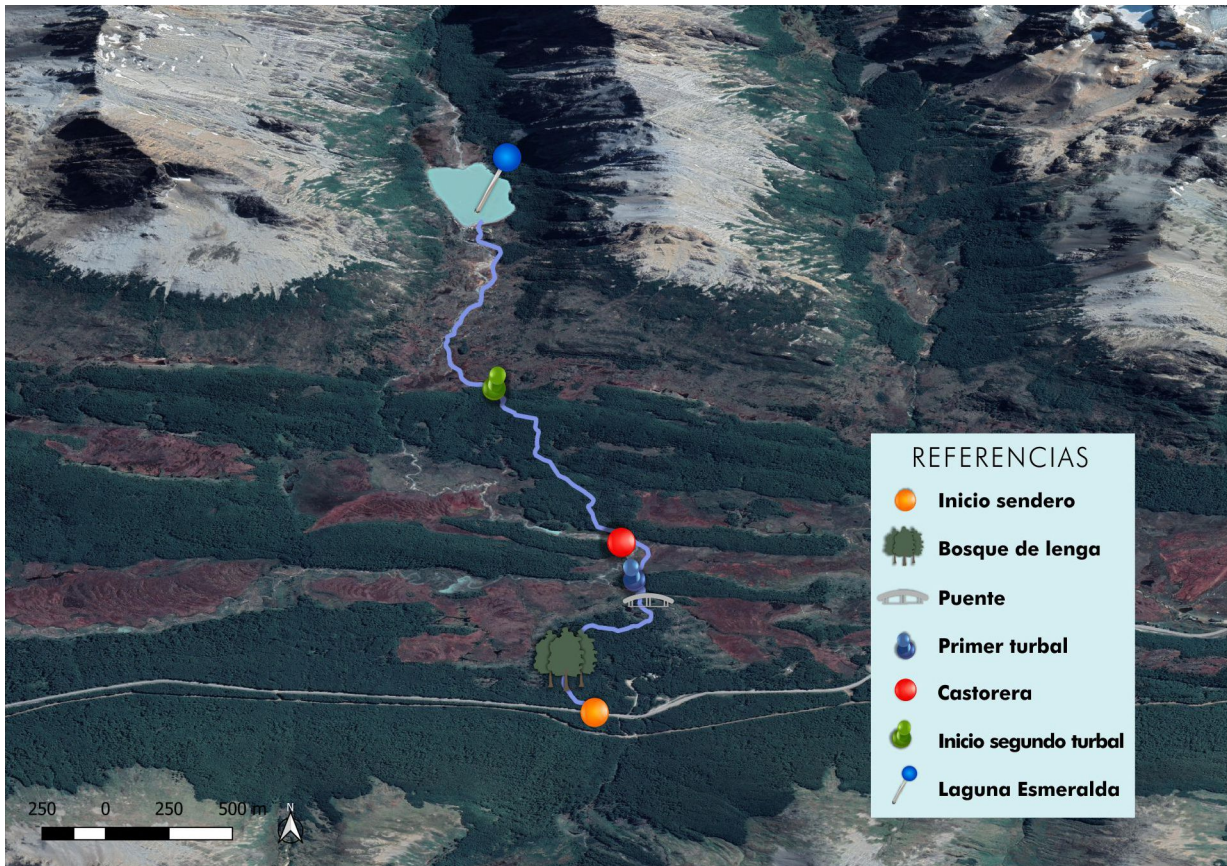 REFERENCIAS
Inicio sendero
Bosque de lenga
Puente
Primer turbal
Castorera
Inicio segundo turbal
Laguna Esmeralda
250 0 250 500 m
N